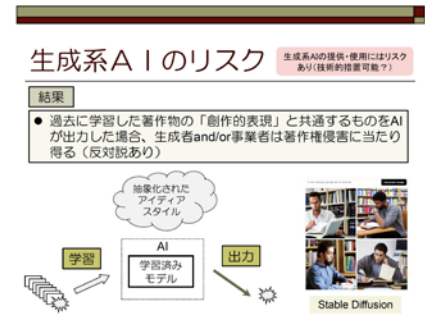 生成系AIのリスク
生成系AIの提供・使用にはリスク
あり(技術的措置可能?)
結果
● 過去に学習した著作物の「創作的表現」と共通するものをAI
が出力した場合、生成者and/or事業者は著作権侵害に当たり
得る（反対説あり）
抽象化された
アイディア
スタイル
学習
AI
学習済み
モデル
出力
Stable Diffusion